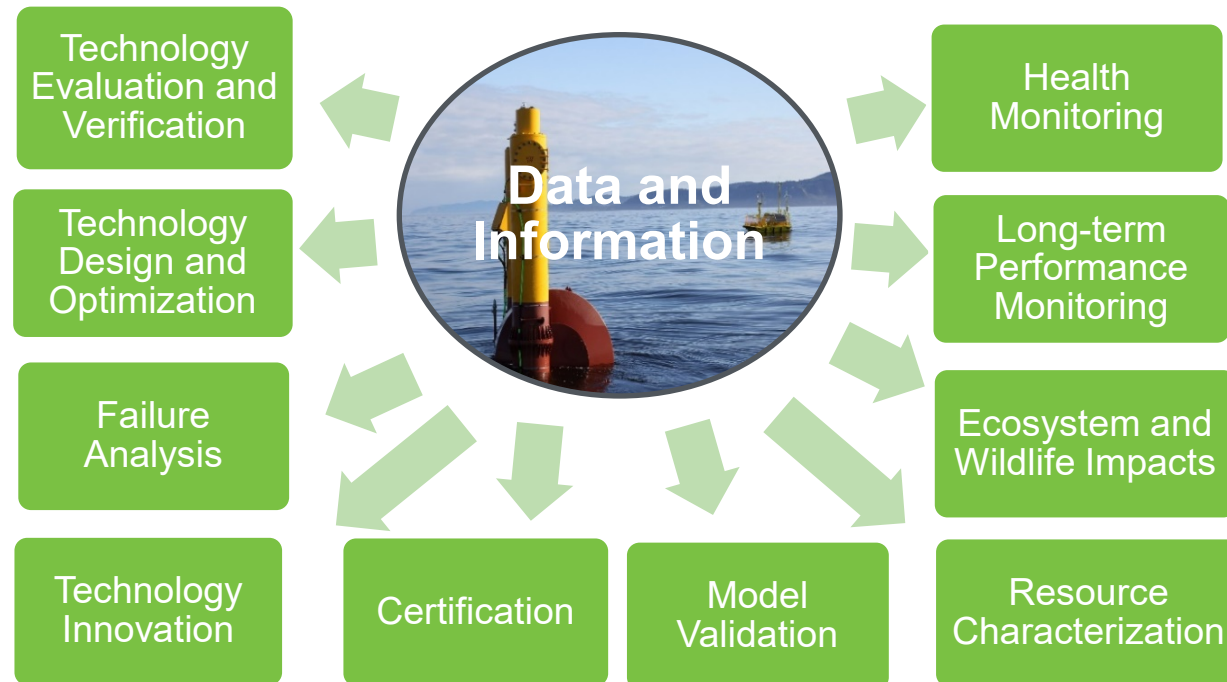 Technology
Evaluation and
Verification
Data and
Information
Health
Monitoring
Technology
Design and
Optimization
Long-term
Performance
Monitoring
Failure
Analysis
Ecosystem and
Wildlife Impacts
Technology
Innovation
Certification
Model
Validation
Resource
Characterization